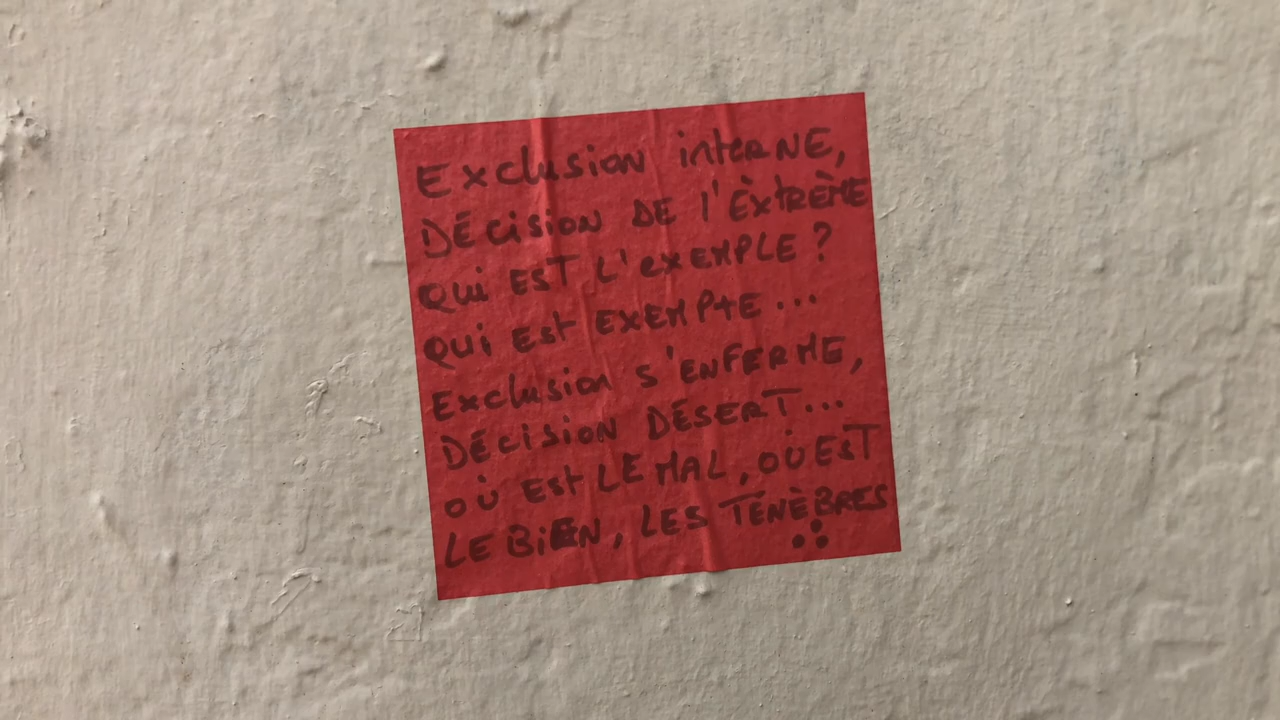 Exclusion interNE,
DÉcisioN DE l'ÈxtRÈME
Qui EST L'exEMPLE ?
QUi Est EXEMPtE...
Exclusion s'ENFERME,
DÉcisioN DÉSERT...
où Est LE MAL, où EsT
LE BiEN, LES TÉNÈBRES